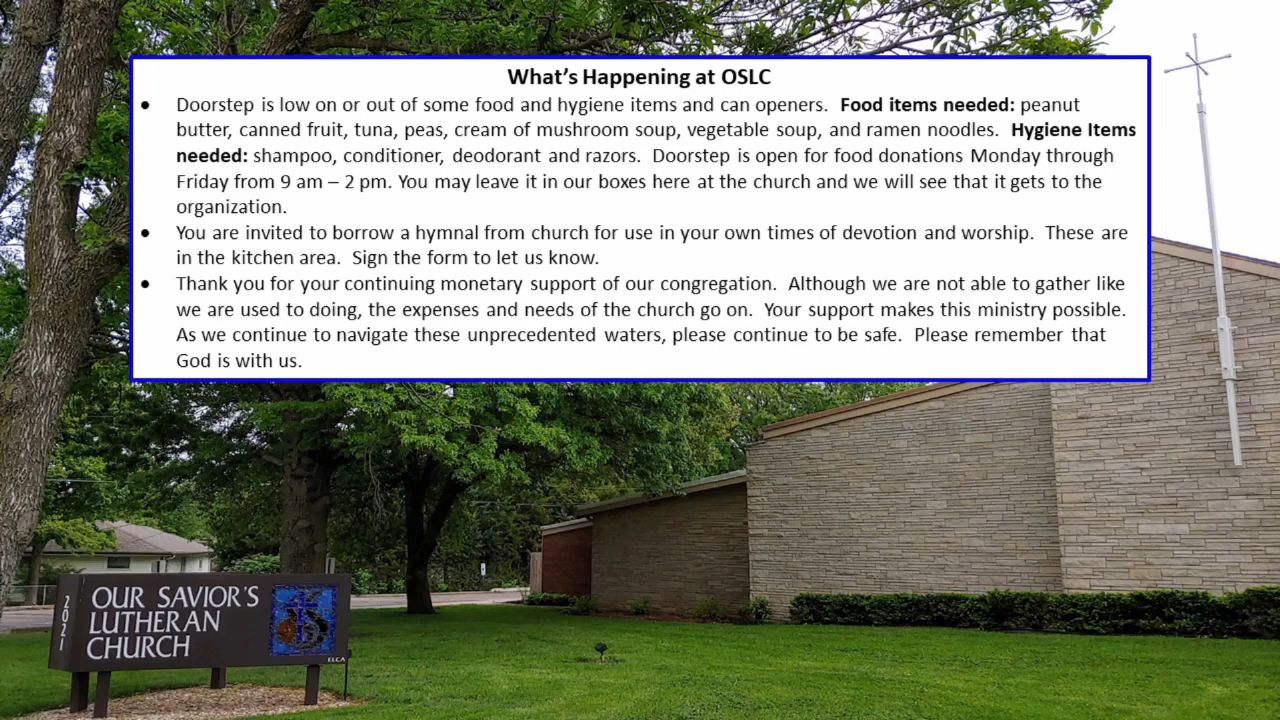 What’s Happening at OSLC
• Doorstep is low on or out of some food and hygiene items and can openers.  Food items needed: peanut
butter, canned fruit, tuna, peas, cream of mushroom soup, vegetable soup, and ramen noodles.  Hygiene Items
needed: shampoo, conditioner, deodorant and razors.  Doorstep is open for food donations Monday through
Friday from 9 am – 2 pm. You may leave it in our boxes here at the church and we will see that it gets to the
organization.
• You are invited to borrow a hymnal from church for use in your own times of devotion and worship.  These are
in the kitchen area.  Sign the form to let us know.
• Thank you for your continuing monetary support of our congregation.  Although we are not able to gather like
we are used to doing, the expenses and needs of the church go on.  Your support makes this ministry possible.
As we continue to navigate these unprecedented waters, please continue to be safe.  Please remember that
God is with us.
2021
OUR SAVIOR'S
LUTHERAN
CHURCH
ELCA